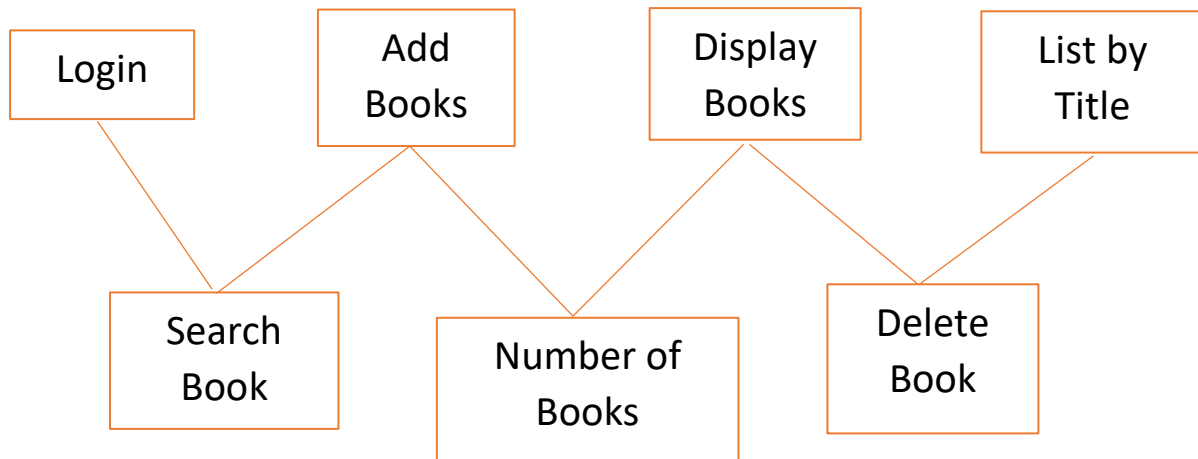 Login
Add
Books
Display
Books
List by
Title
Search
Book
Number of
Books
Delete
Book